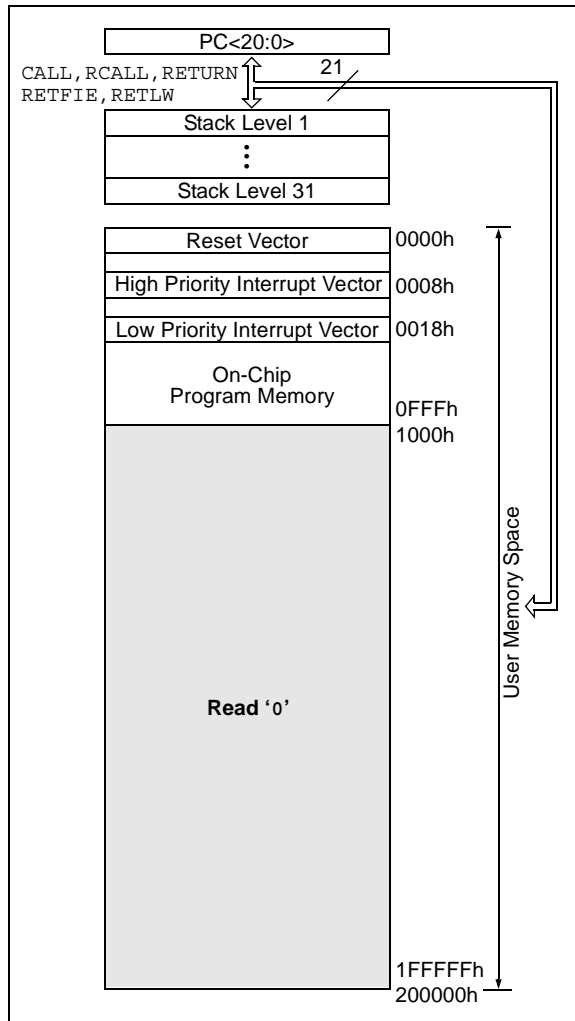 PC<20:0>
CALL,RCALL,RETURN
RETFIE,RETLW
21
Stack Level 1
Stack Level 31
Reset Vector
0000h
High Priority Interrupt Vector
0008h
Low Priority Interrupt Vector
0018h
On-Chip
Program Memory
0FFFh
1000h
User Memory Space
Read ‘0’
1FFFFFh
200000h